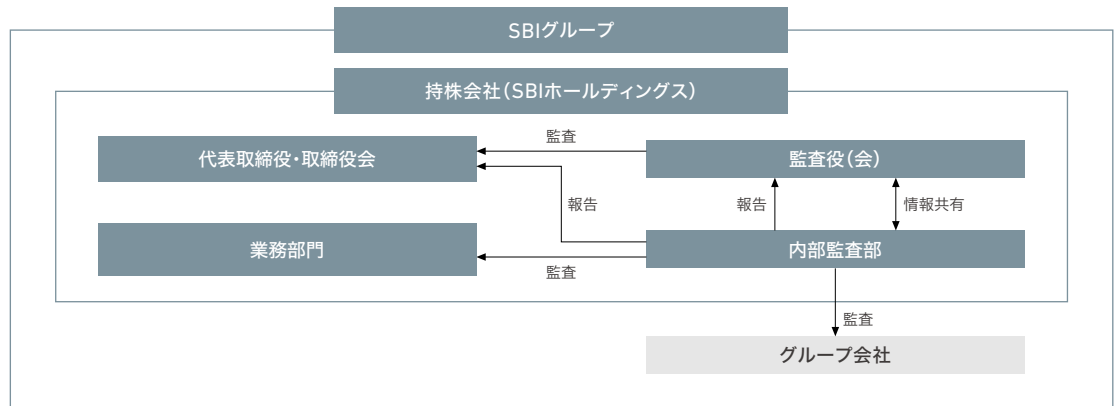 SBIグループ
持株会社(SBIホールディングス)
監査
代表取締役・取締役会
監査役(会)
報告
報告
情報共有
業務部門
内部監査部
監査
監査
グループ会社